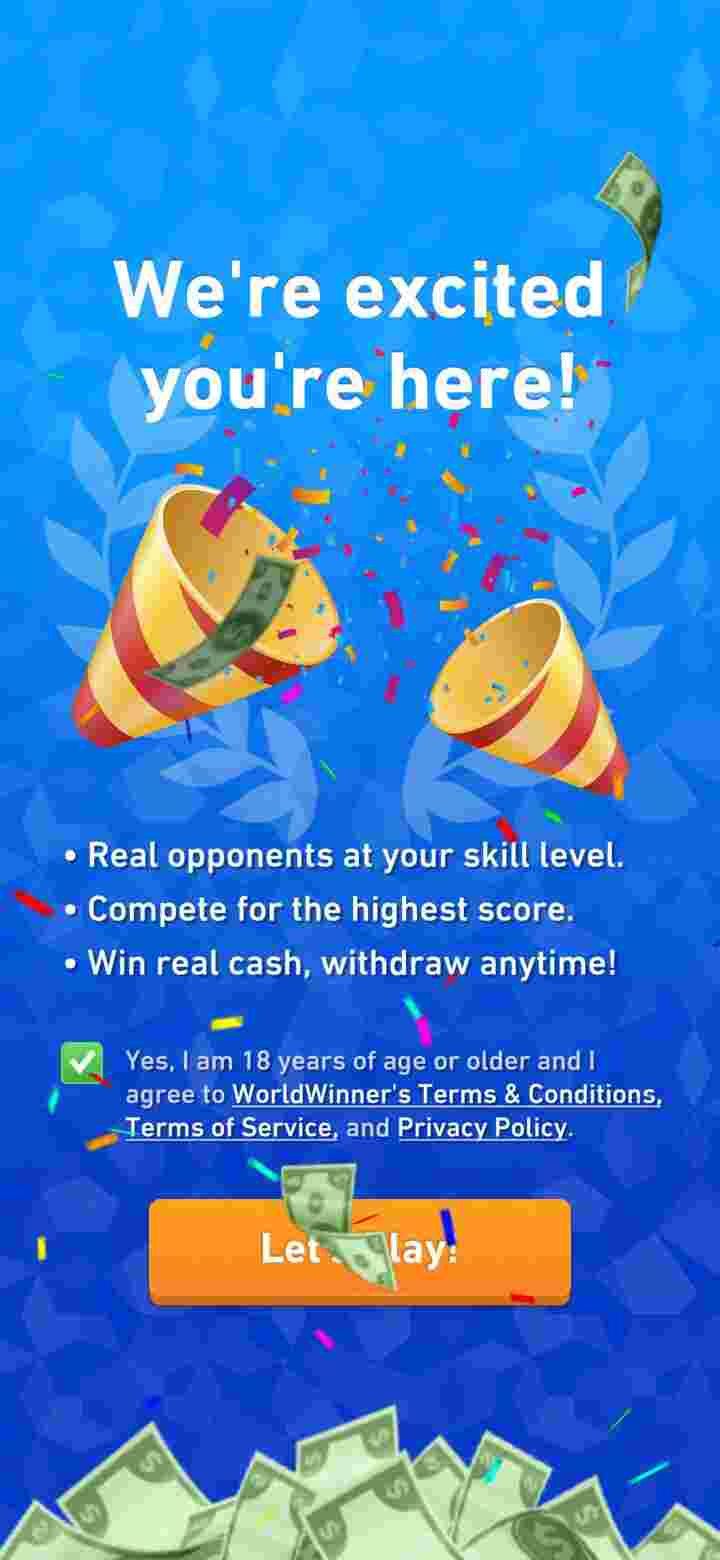 We're excited
you're here!
• Real opponents at your skill level.
• Compete for the highest score.
• Win real cash, withdraw anytime!
Yes, I am 18 years of age or older and I
agree to WorldWinner's Terms & Conditions,
Terms of Service, and Privacy Policy.
Let's play!